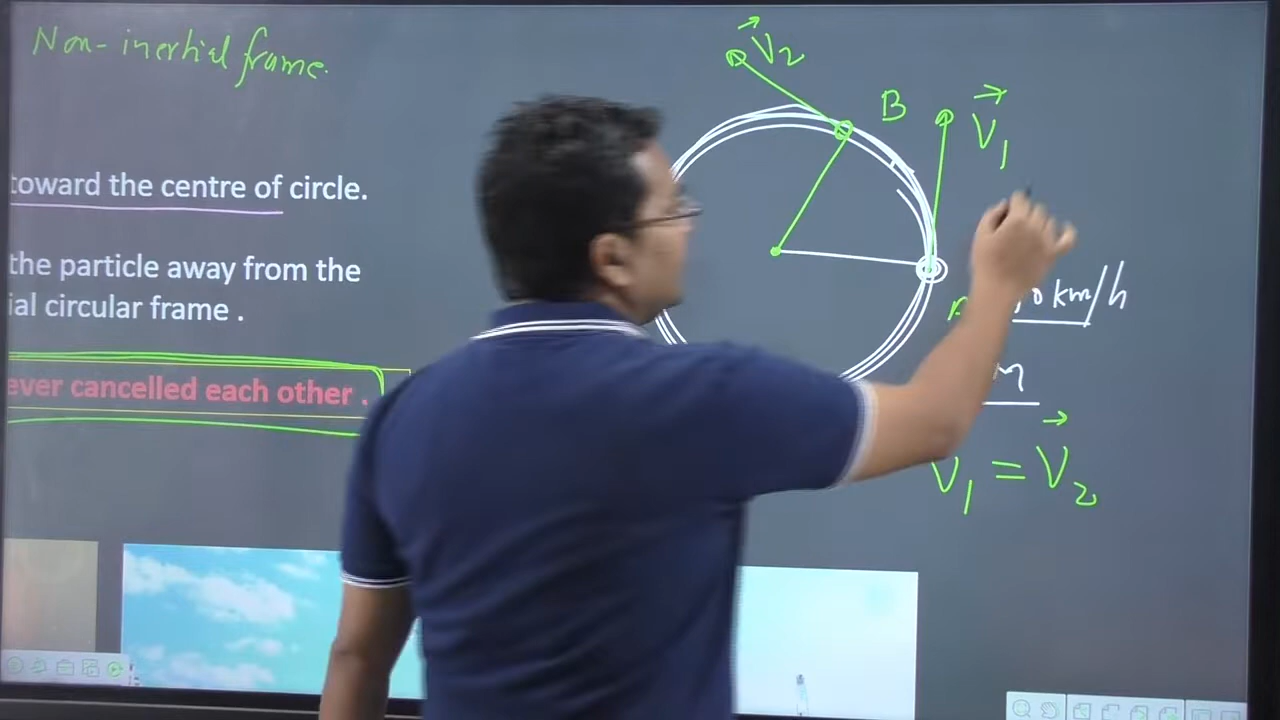 Non-inertial frame.
toward the centre of circle.
the particle away from the
ial circular frame .
ever cancelled each other .
V2
B
V1
km/h
m
V1 = V2